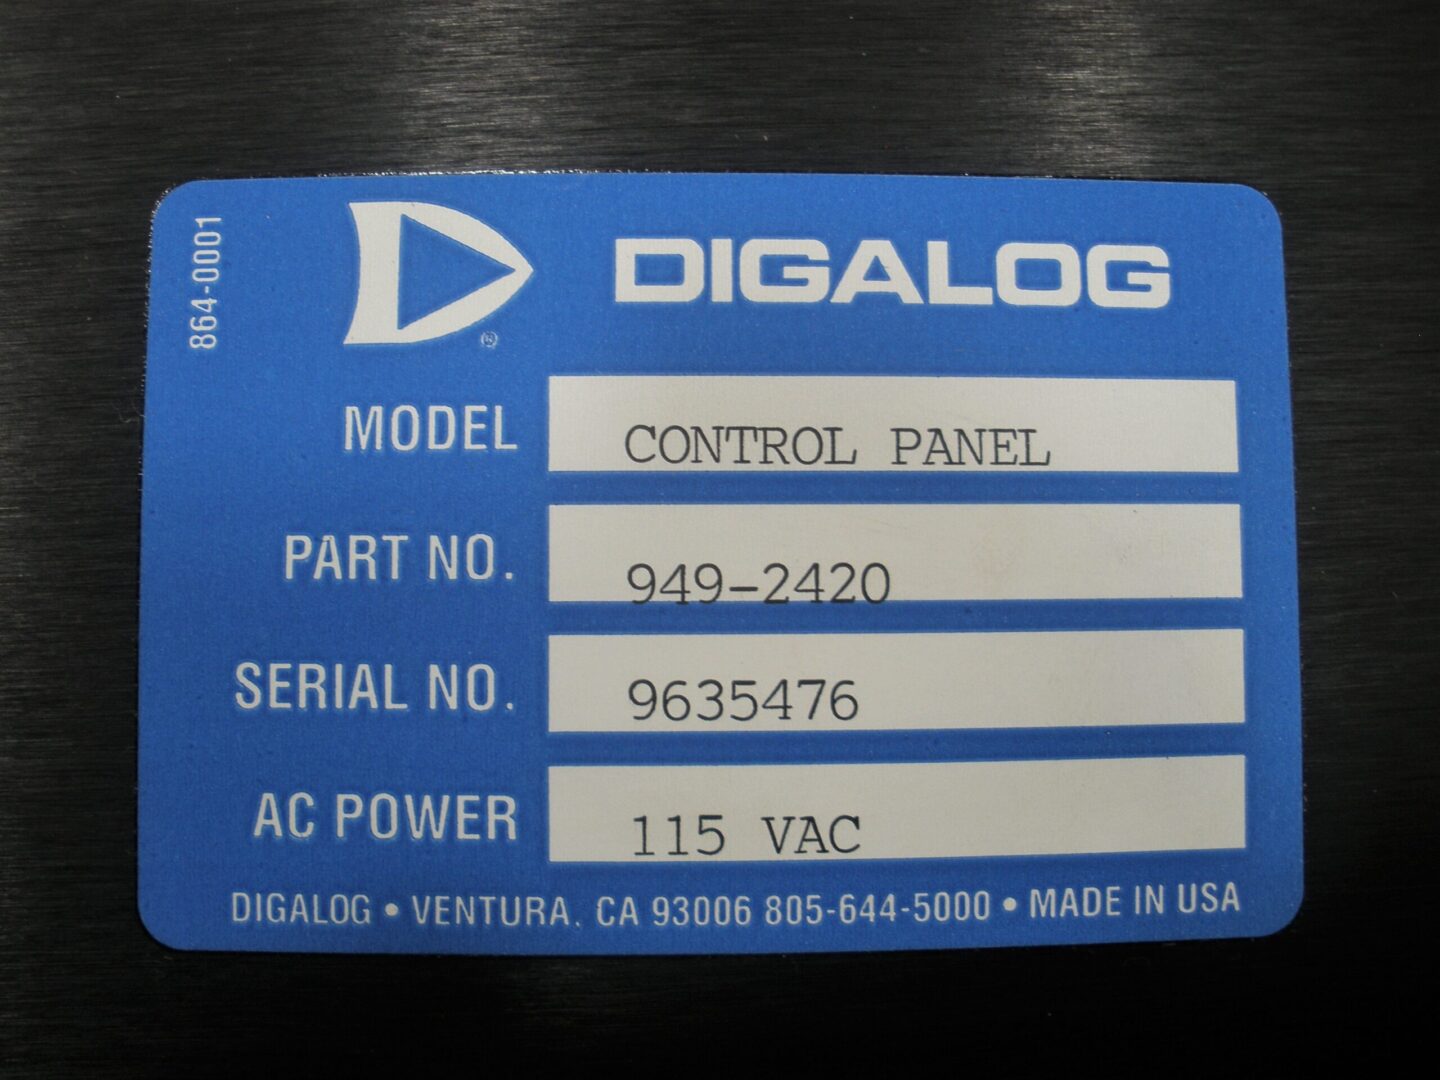 864-0001
DIGALOG
®
MODEL CONTROL PANEL
PART NO. 949-2420
SERIAL NO. 9635476
AC POWER 115 VAC
DIGALOG • VENTURA, CA 93006 805-644-5000 • MADE IN USA